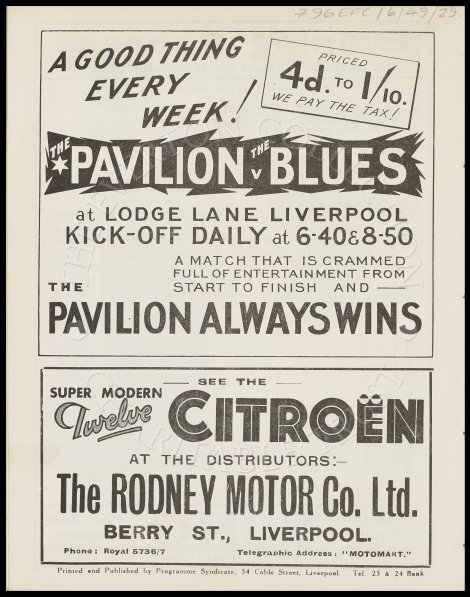 796 EFC/6/49/29.
A GOOD THING
EVERY
WEEK!
PRICED
4d. TO 1/10.
WE PAY THE TAX!
THE PAVILION THE V BLUES
at LODGE LANE LIVERPOOL
KICK-OFF DAILY at 6-40 & 8-50
A MATCH THAT IS CRAMMED
FULL OF ENTERTAINMENT FROM
START TO FINISH AND —
THE
PAVILION ALWAYS WINS
— SEE THE —
SUPER MODERN
Twelve CITROËN
AT THE DISTRIBUTORS:-
The RODNEY MOTOR Co. Ltd.
BERRY ST., LIVERPOOL.
Phone: Royal 5736/7 Telegraphic Address: "MOTOMART."
Printed and Published by Programme Syndicate, 34 Cable Street, Liverpool. Tel. 23 & 24 Bank